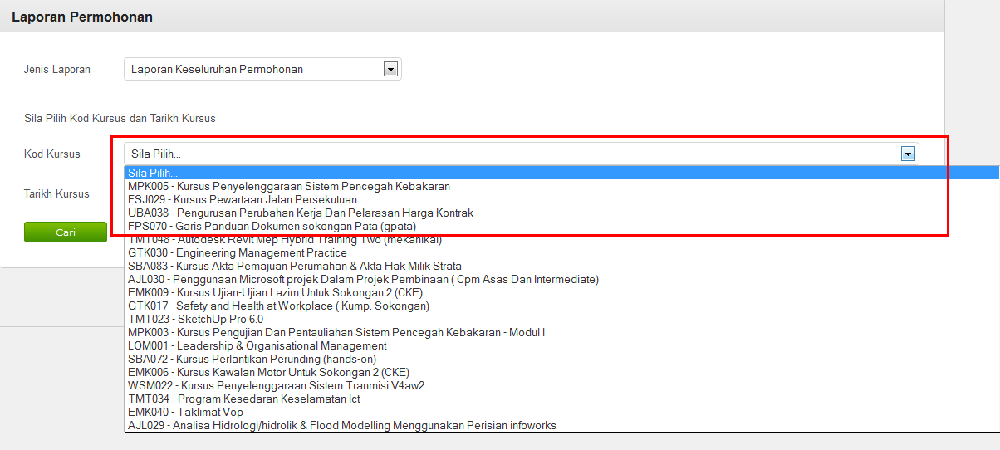 Laporan Permohonan
Jenis Laporan
Laporan Keseluruhan Permohonan
Sila Pilih Kod Kursus dan Tarikh Kursus
Kod Kursus
Sila Pilih...
Tarikh Kursus
Cari
Sila Pilih...
MPK005 - Kursus Penyelenggaraan Sistem Pencegah Kebakaran
FSJ029 - Kursus Pewartaan Jalan Persekutuan
UBA038 - Pengurusan Perubahan Kerja Dan Pelarasan Harga Kontrak
FPS070 - Garis Panduan Dokumen sokongan Pata (gpata)
TMT048 - Autodesk Revit Mep Hybrid Training Two (mekanikal)
GTK030 - Engineering Management Practice
SBA083 - Kursus Akta Pemajuan Perumahan & Akta Hak Milik Strata
AJL030 - Penggunaan Microsoft projek Dalam Projek Pembinaan ( Cpm Asas Dan Intermediate)
EMK009 - Kursus Ujian-Ujian Lazim Untuk Sokongan 2 (CKE)
GTK017 - Safety and Health at Workplace ( Kump. Sokongan)
TMT023 - SketchUp Pro 6.0
MPK003 - Kursus Pengujian Dan Pentauliahan Sistem Pencegah Kebakaran - Modul I
LOM001 - Leadership & Organisational Management
SBA072 - Kursus Perlantikan Perunding (hands-on)
EMK006 - Kursus Kawalan Motor Untuk Sokongan 2 (CKE)
WSM022 - Kursus Penyelenggaraan Sistem Tranmisi V4aw2
TMT034 - Program Kesedaran Keselamatan Ict
EMK040 - Taklimat Vop
AJL029 - Analisa Hidrologi/hidrolik & Flood Modelling Menggunakan Perisian infoworks